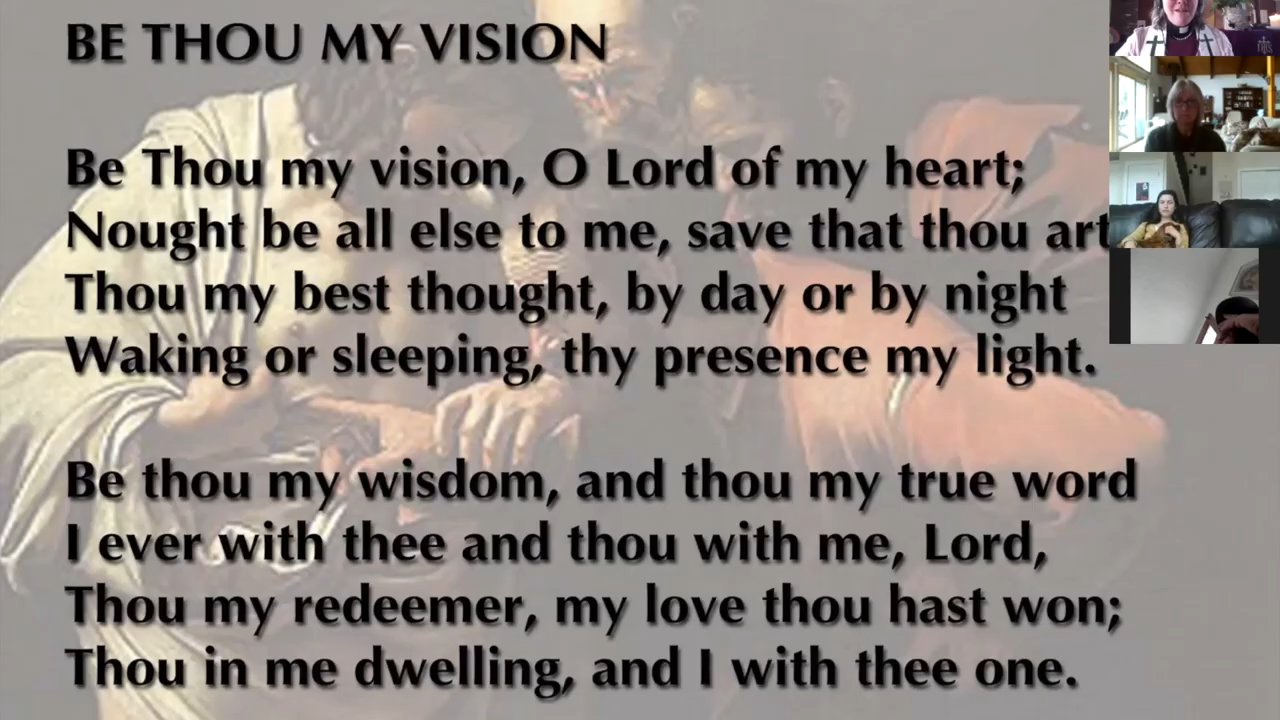 BE THOU MY VISION
Be Thou my vision, O Lord of my heart;
Nought be all else to me, save that thou art
Thou my best thought, by day or by night
Waking or sleeping, thy presence my light.
Be thou my wisdom, and thou my true word
I ever with thee and thou with me, Lord,
Thou my redeemer, my love thou hast won;
Thou in me dwelling, and I with thee one.